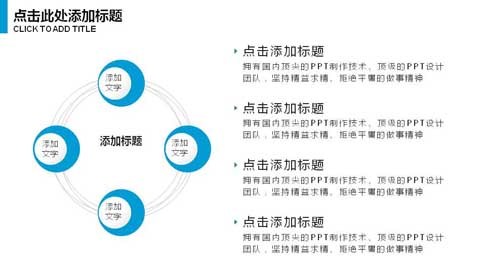 点击此处添加标题
CLICK TO ADD TITLE
添加
文字
添加
文字
添加标题
添加
文字
添加
文字
点击添加标题
拥有国内顶尖的PPT制作技术、顶级的PPT设计
团队，坚持精益求精、拒绝平庸的做事精神
点击添加标题
拥有国内顶尖的PPT制作技术、顶级的PPT设计
团队，坚持精益求精、拒绝平庸的做事精神
点击添加标题
拥有国内顶尖的PPT制作技术、顶级的PPT设计
团队，坚持精益求精、拒绝平庸的做事精神
点击添加标题
拥有国内顶尖的PPT制作技术、顶级的PPT设计
团队，坚持精益求精、拒绝平庸的做事精神